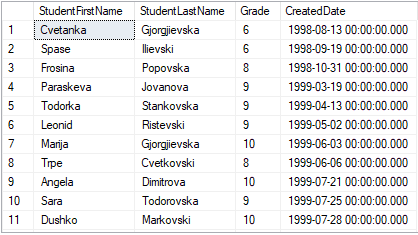 StudentFirstName StudentLastName Grade CreatedDate
1 Cvetanka Gjorgjievska 6 1998-08-13 00:00:00.000
2 Spase Ilievski 6 1998-09-19 00:00:00.000
3 Frosina Popovska 8 1998-10-31 00:00:00.000
4 Paraskeva Jovanova 9 1999-03-19 00:00:00.000
5 Todorka Stankovska 9 1999-04-13 00:00:00.000
6 Leonid Ristevski 9 1999-05-02 00:00:00.000
7 Marija Gjorgjievska 10 1999-06-03 00:00:00.000
8 Trpe Cvetkovski 8 1999-06-06 00:00:00.000
9 Angela Dimitrova 10 1999-07-21 00:00:00.000
10 Sara Todorovska 9 1999-07-25 00:00:00.000
11 Dushko Markovski 10 1999-07-28 00:00:00.000